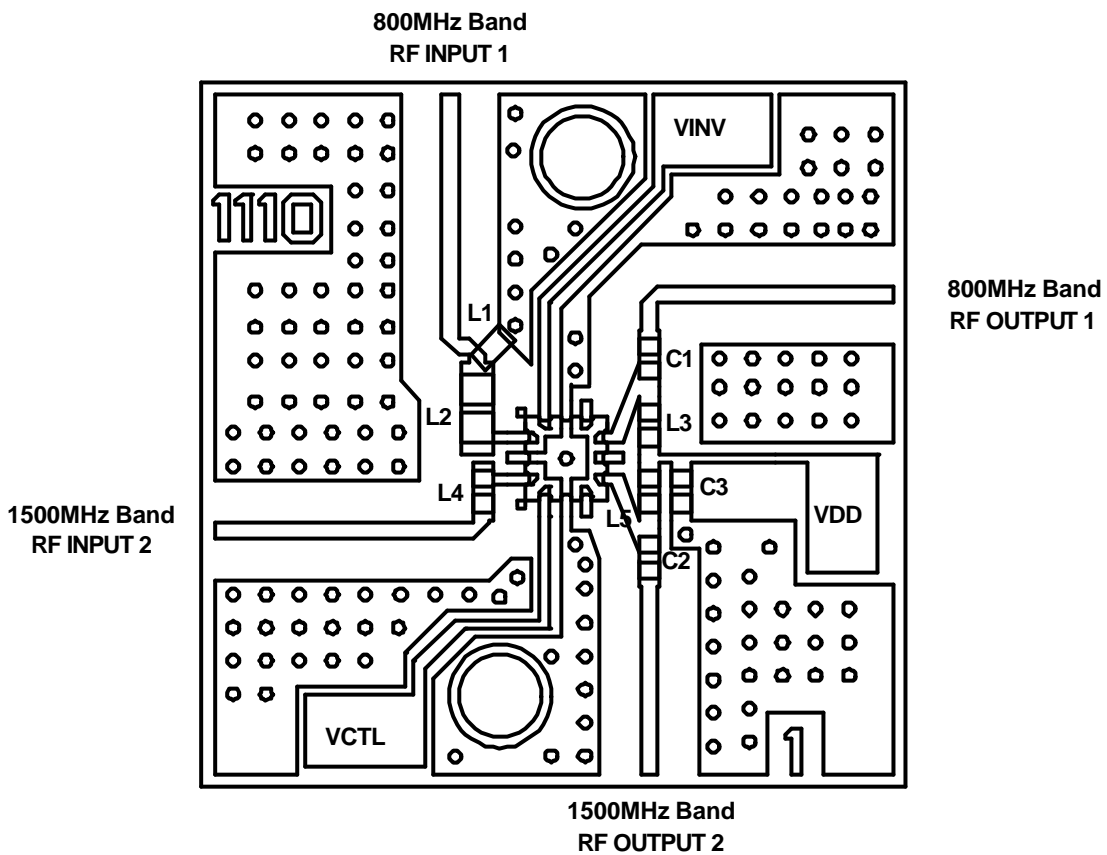 800MHz Band
RF INPUT 1
VINV
1110
800MHz Band
RF OUTPUT 1
L1
C1
L2
L3
L4
C3
1500MHz Band
RF INPUT 2
L5
VDD
C2
VCTL
1
1500MHz Band
RF OUTPUT 2